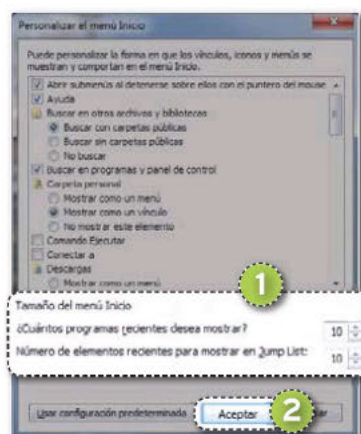 Personalizar el menú Inicio
Puede personalizar la forma en que los vínculos, iconos y menús se
muestran y comportan en el menú Inicio.
Abrir submenús al detenerse sobre ellos con el puntero del mouse
Ayuda
Buscar en otros archivos y bibliotecas
Buscar con carpetas públicas
Buscar sin carpetas públicas
No buscar
Buscar en programas y panel de control
Carpeta personal
Mostrar como un menú
Mostrar como un vínculo
No mostrar este elemento
Comando Ejecutar
Conectar a
Descargas
Mostrar como un menú
1
Tamaño del menú Inicio
¿Cuántos programas recientes desea mostrar? 10
Número de elementos recientes para mostrar en Jump List: 10
Usar configuración predeterminada Aceptar 2 ar